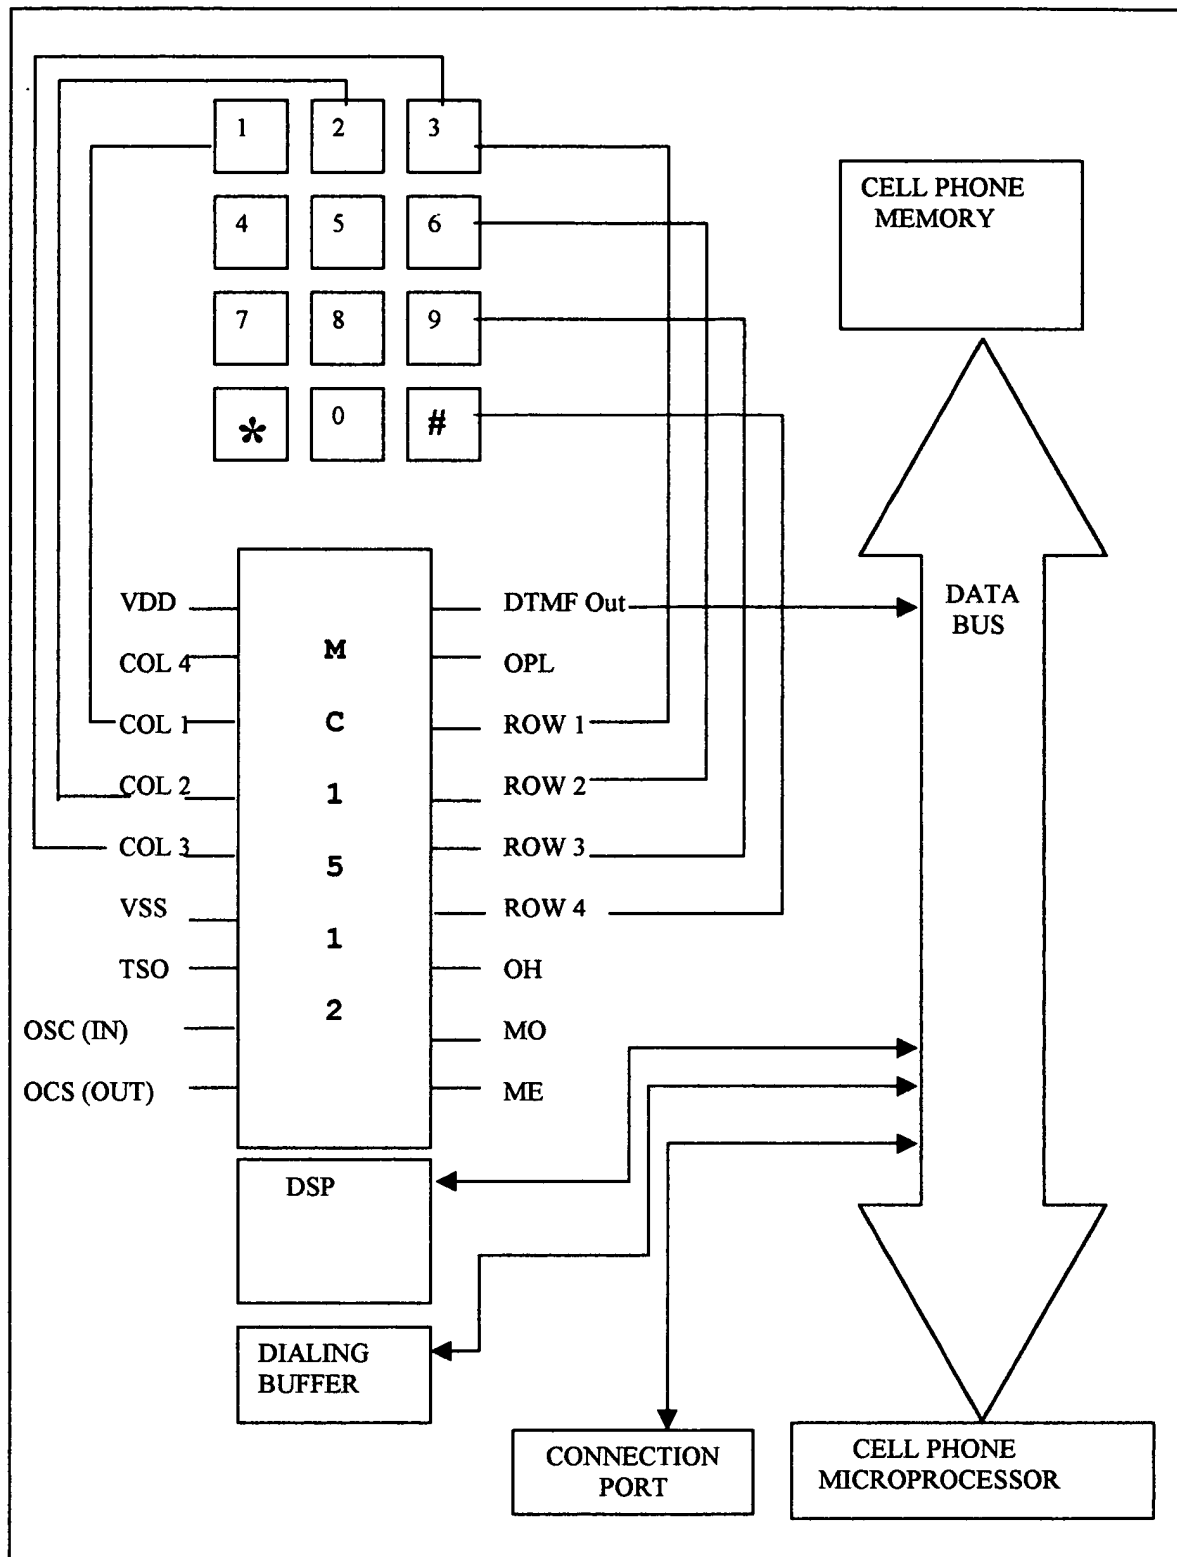 1 2 3
4 5 6
7 8 9
* 0 #
CELL PHONE
MEMORY
DATA
BUS
VDD
COL 4
COL 1
COL 2
COL 3
VSS
TSO
OSC (IN)
OCS (OUT)
M
C
1
5
1
2
DTMF Out
OPL
ROW 1
ROW 2
ROW 3
ROW 4
OH
MO
ME
DSP
DIALING
BUFFER
CONNECTION
PORT
CELL PHONE
MICROPROCESSOR